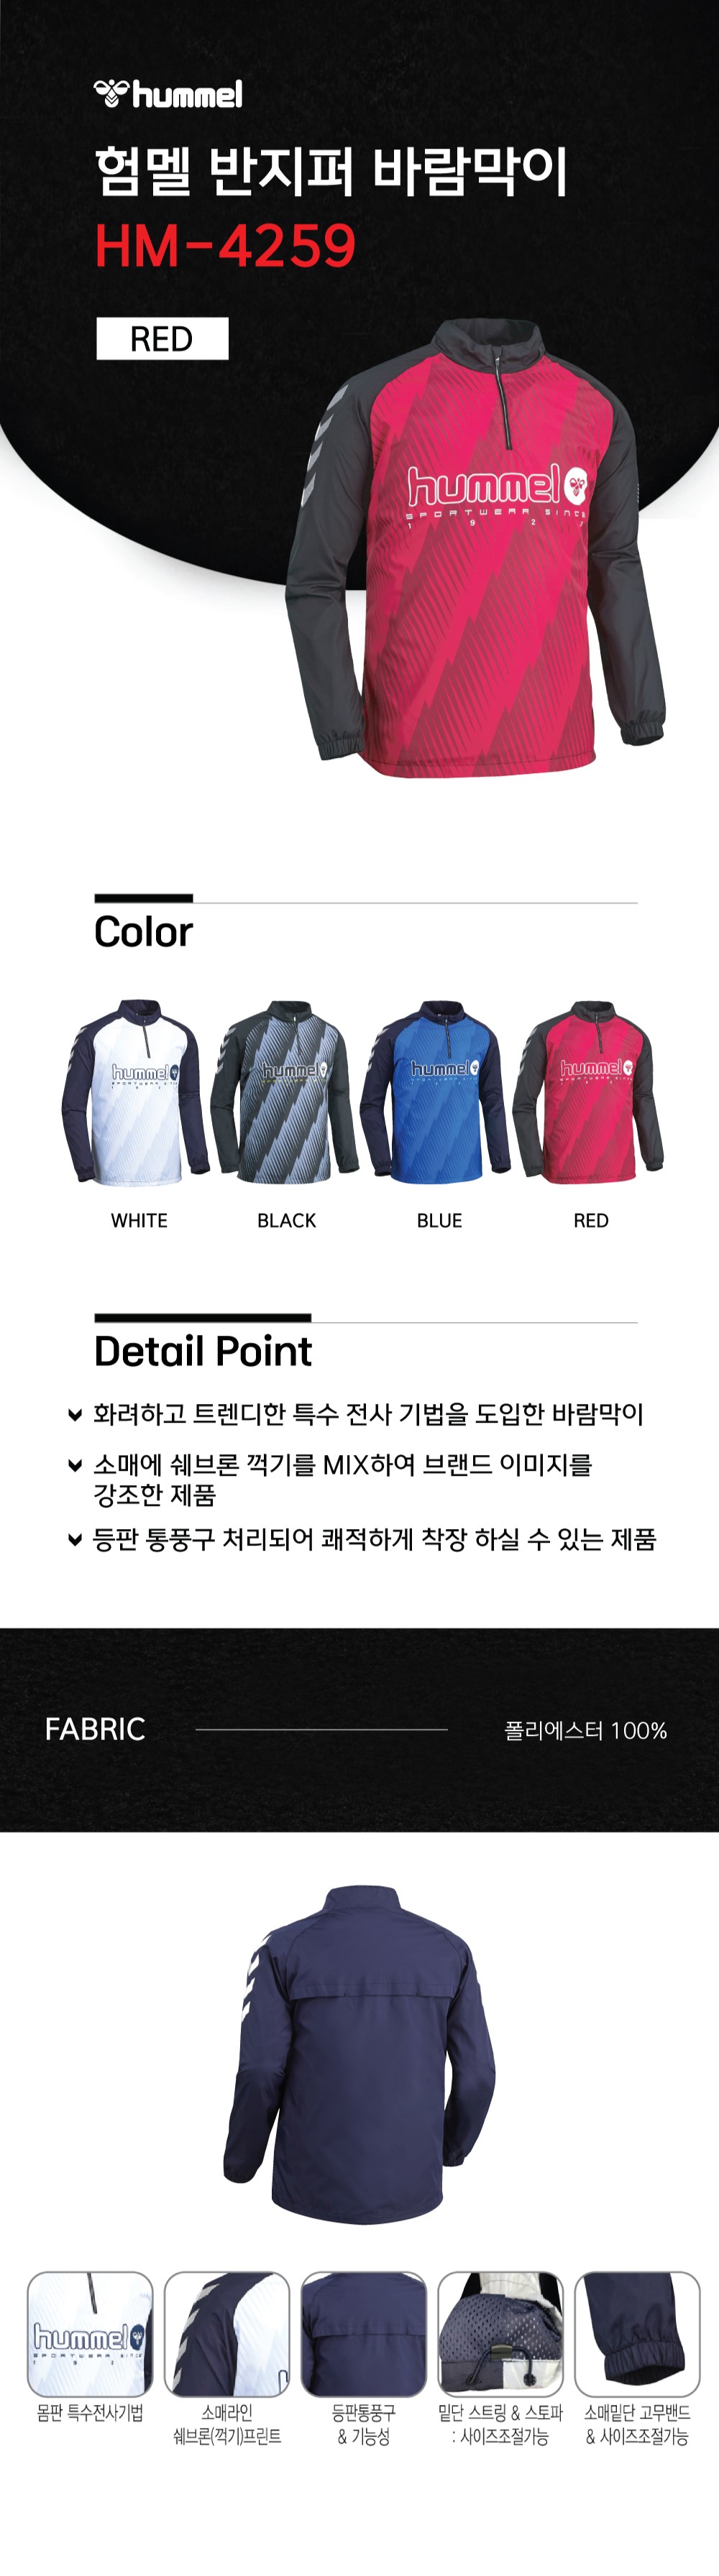 hummel
험멜 반지퍼 바람막이
HM-4259
RED
hummel
SPORTWEAR SINCE
1 9 2
Color
hummel
hummel
hummel
hummel
WHITE
BLACK
BLUE
RED
Detail Point
화려하고 트렌디한 특수 전사 기법을 도입한 바람막이
소매에 쉐브론 꺽기를 MIX하여 브랜드 이미지를
강조한 제품
등판 통풍구 처리되어 쾌적하게 착장 하실 수 있는 제품
FABRIC
폴리에스터 100%
hummel
몸판 특수전사기법
소매라인
쉐브론(꺽기)프린트
등판통풍구
& 기능성
밑단 스트링 & 스토파
: 사이즈조절가능
소매밑단 고무밴드
& 사이즈조절가능